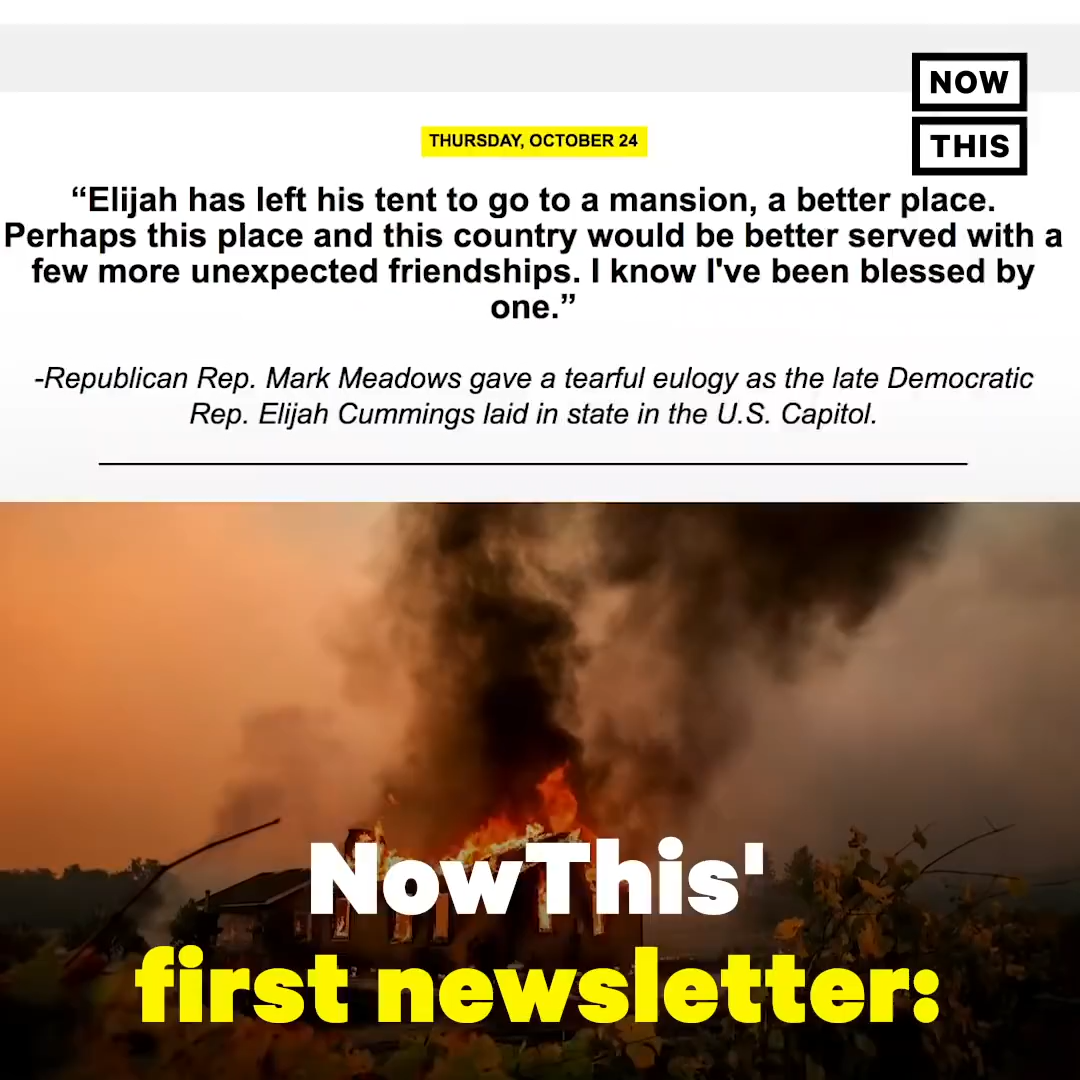 NOW
THIS
THURSDAY, OCTOBER 24
“Elijah has left his tent to go to a mansion, a better place.
Perhaps this place and this country would be better served with a
few more unexpected friendships. I know I've been blessed by
one.”
-Republican Rep. Mark Meadows gave a tearful eulogy as the late Democratic
Rep. Elijah Cummings laid in state in the U.S. Capitol.
NowThis'
first newsletter: